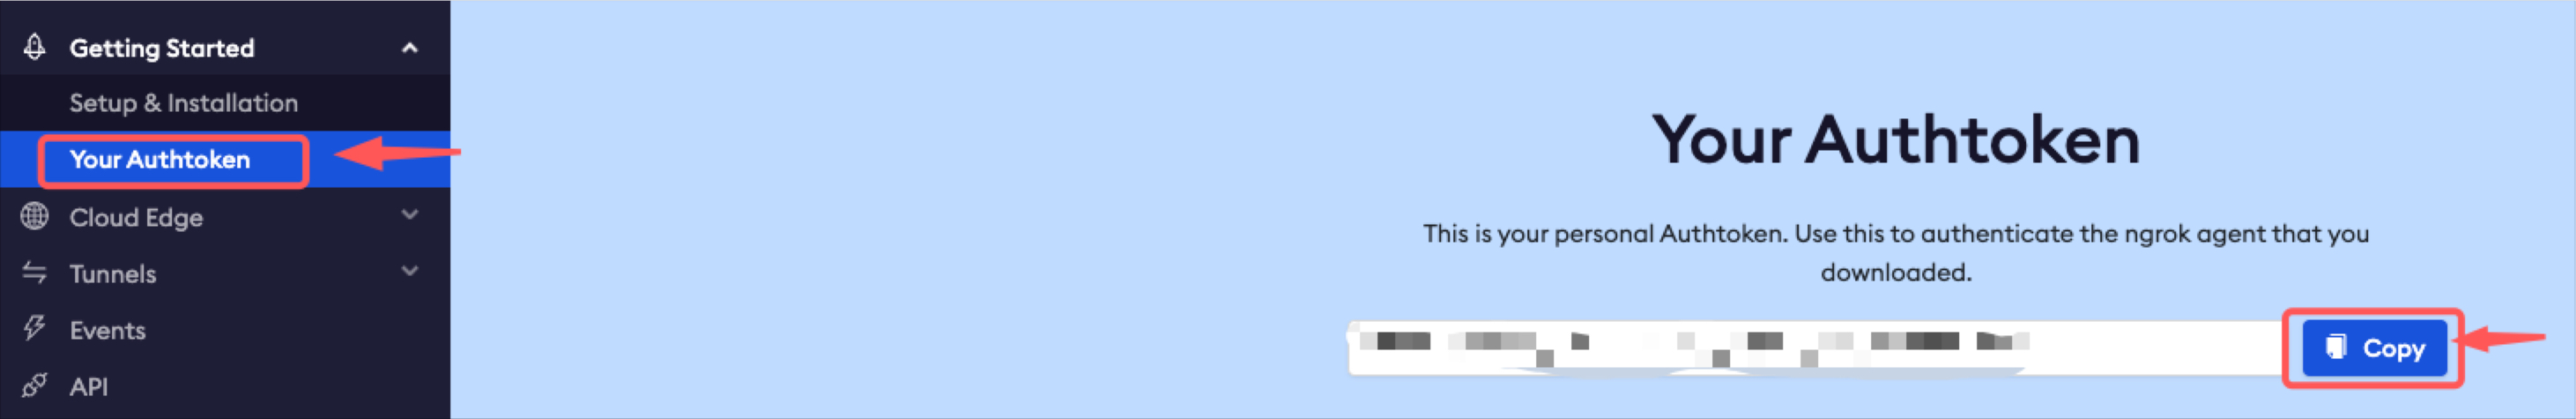 Getting Started
Setup & Installation
Your Authtoken
Cloud Edge
Tunnels
Events
API
Your Authtoken
This is your personal Authtoken. Use this to authenticate the ngrok agent that you
downloaded.
Copy